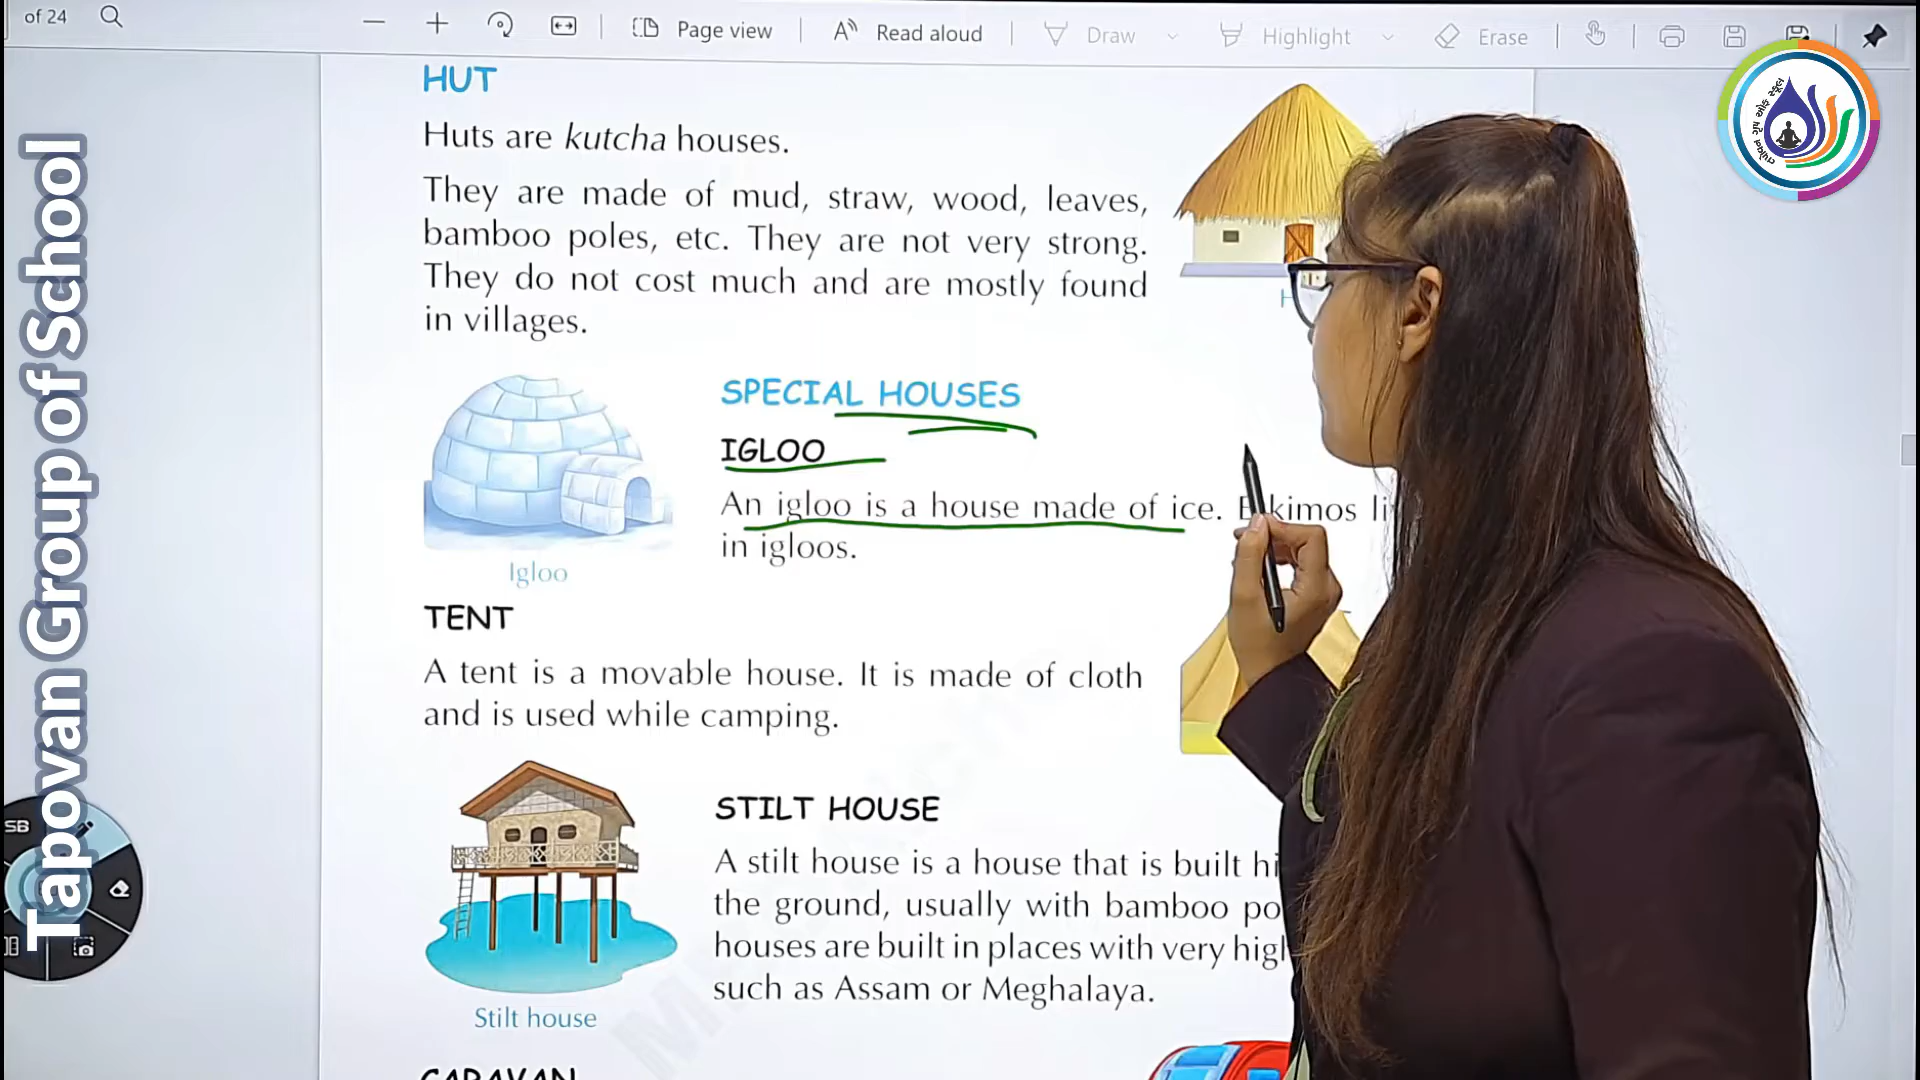 of 24
Page view
Read aloud
Draw
Highlight
Erase
HUT
Huts are kutcha houses.
They are made of mud, straw, wood, leaves,
bamboo poles, etc. They are not very strong.
They do not cost much and are mostly found
in villages.
SPECIAL HOUSES
IGLOO
An igloo is a house made of ice.
in igloos.
Igloo
TENT
A tent is a movable house. It is made of cloth
and is used while camping.
STILT HOUSE
A stilt house is a house that is built
the ground, usually with bamboo
houses are built in places with very
such as Assam or Meghalaya.
Stilt house
CARAVAN
Tapovan Group of School
SB